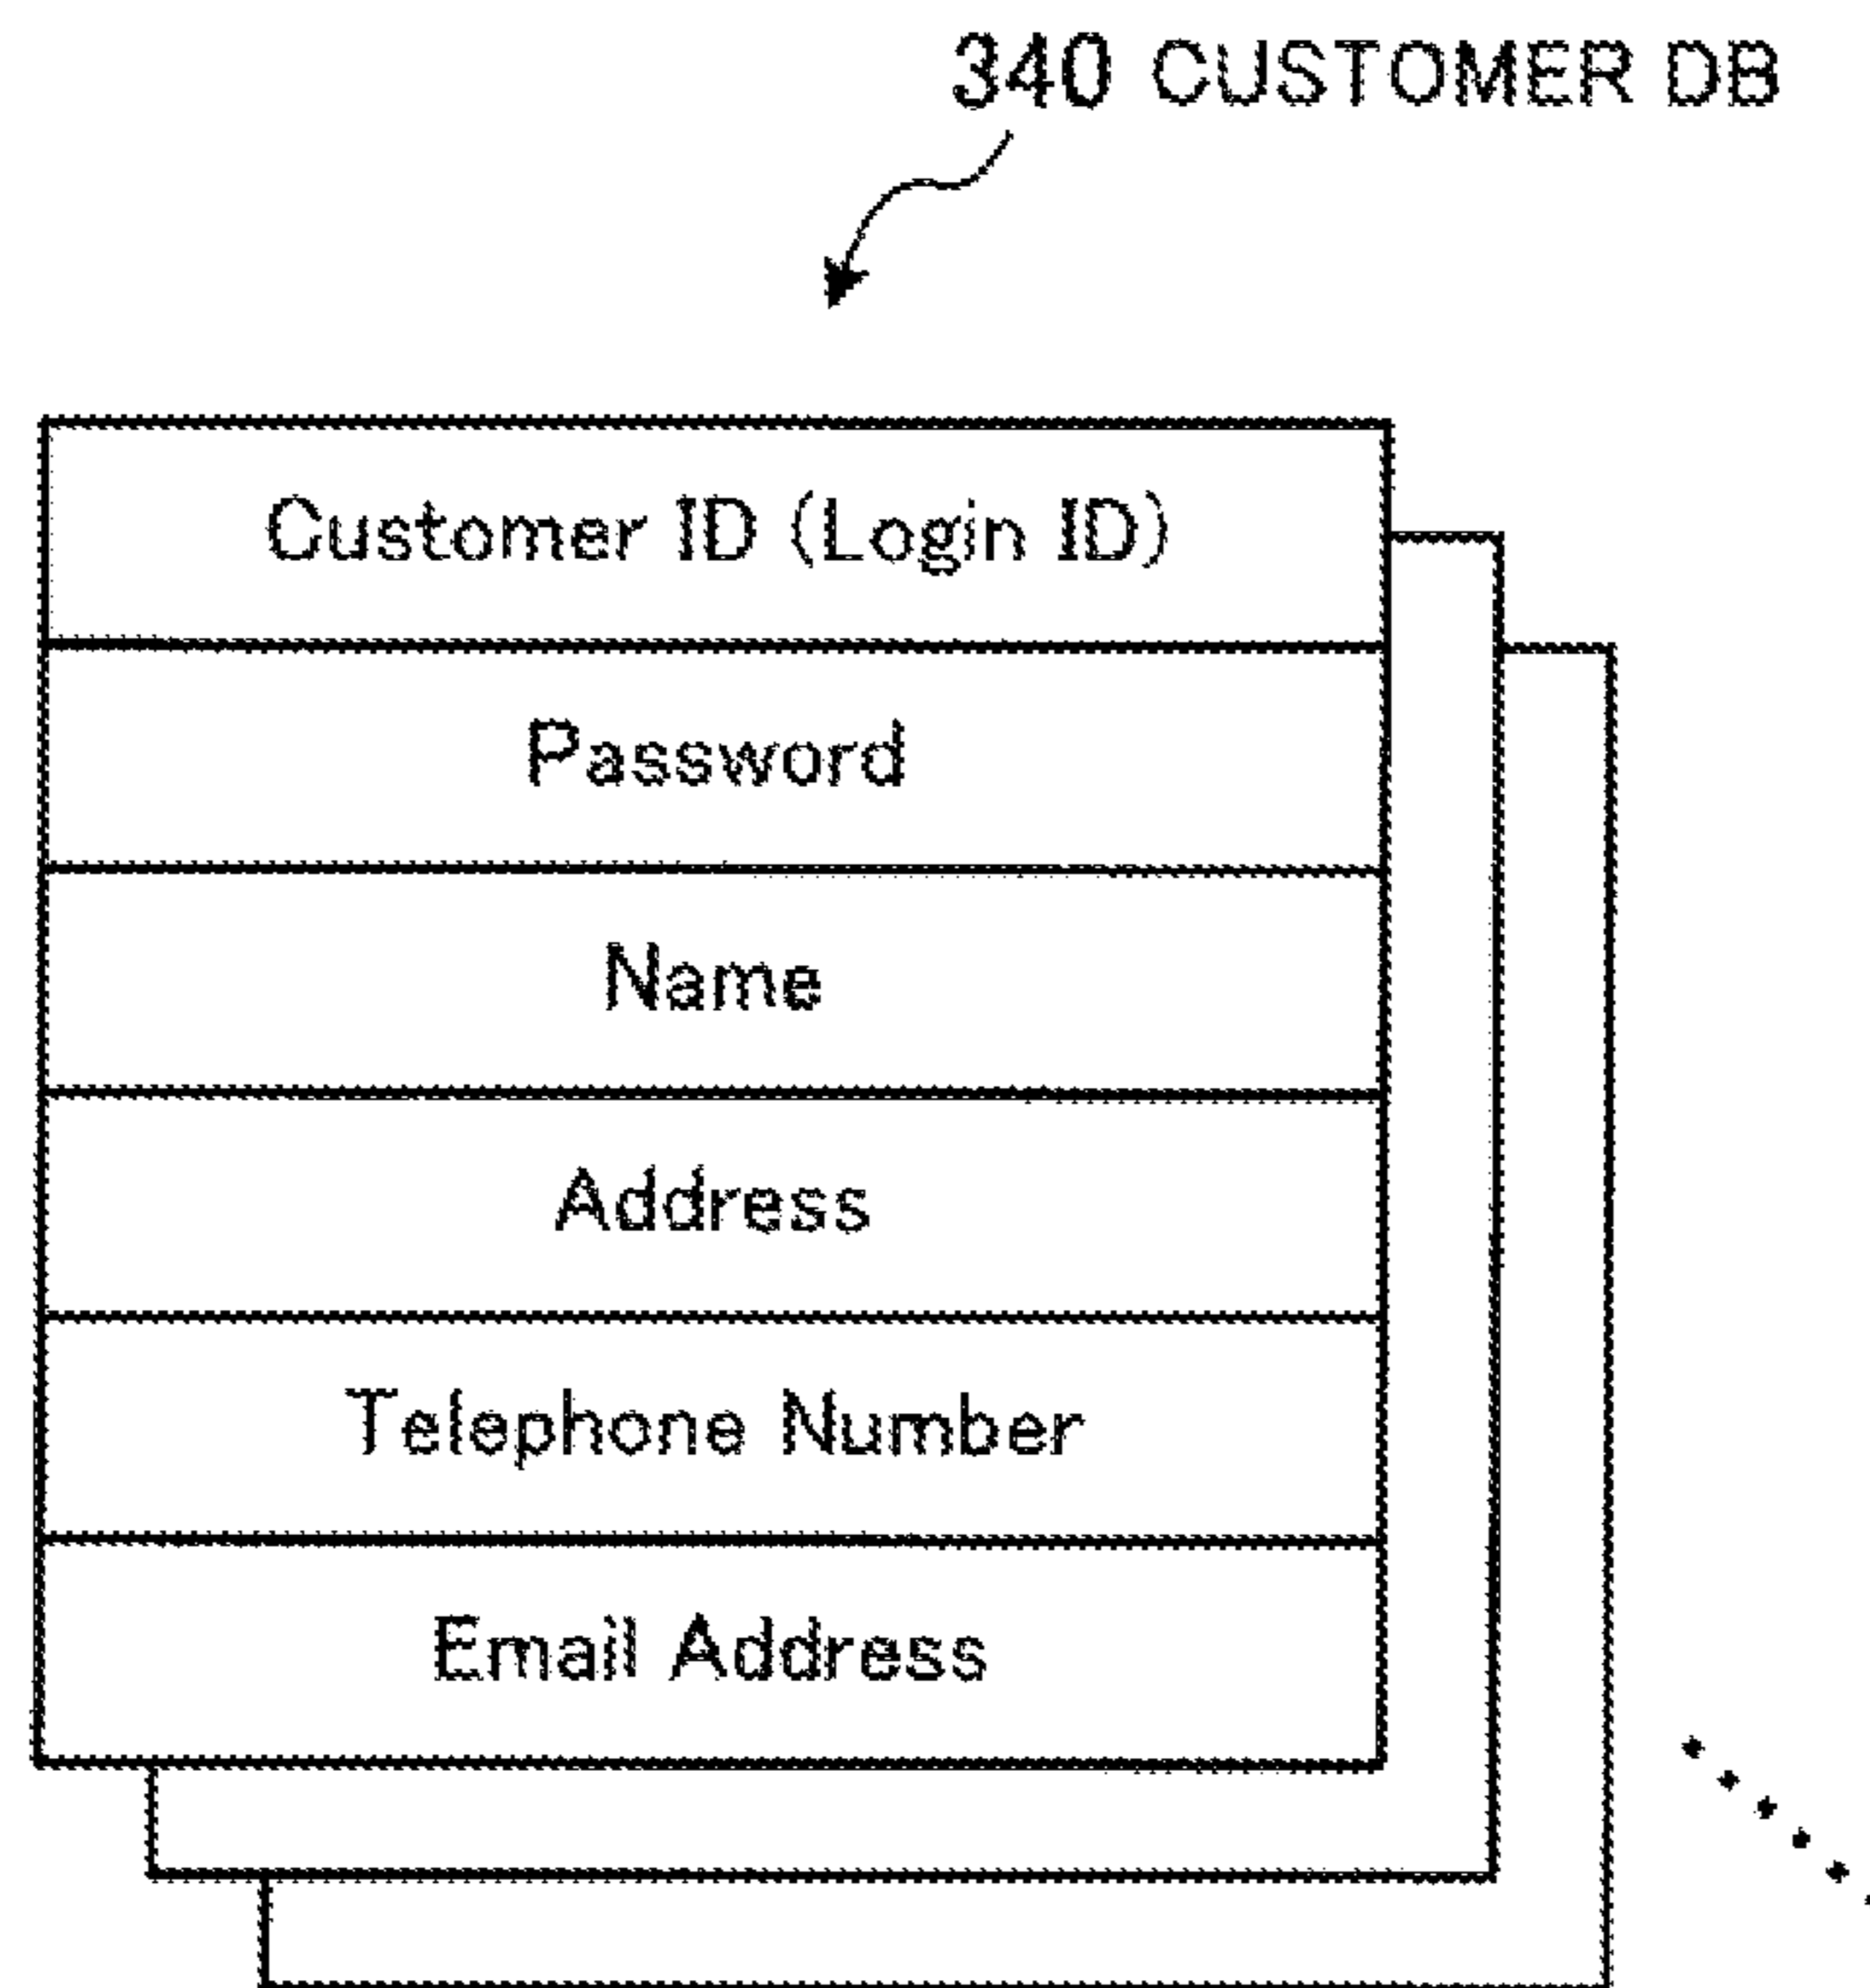 340 CUSTOMER DB
Customer ID (Login ID)
Password
Name
Address
Telephone Number
Email Address